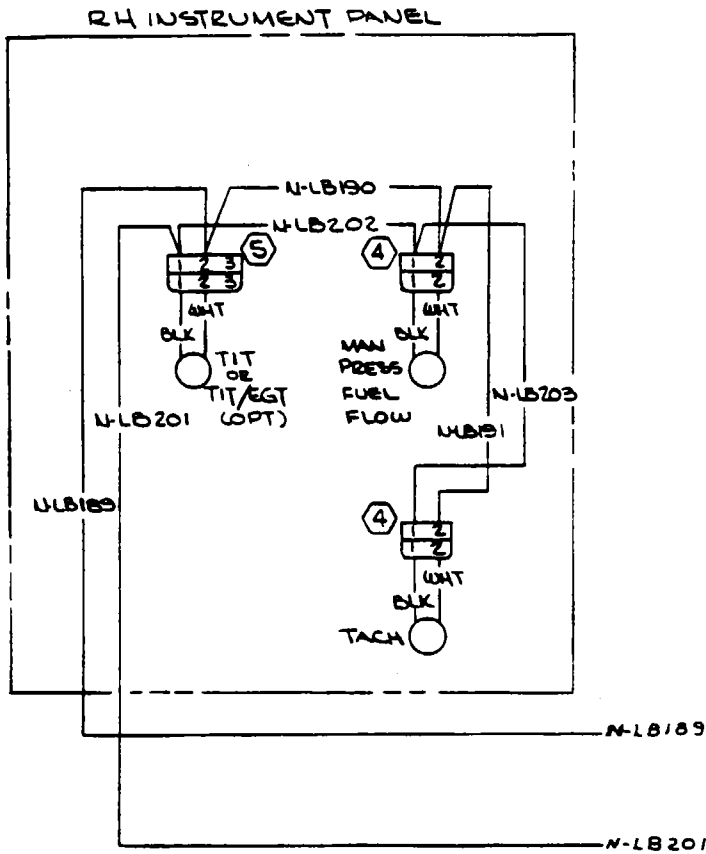 RH INSTRUMENT PANEL
N-LB190
N-LB202
5
4
1 2 3
1 2 3
1 2
1 2
WHT
BLK
WHT
BLK
TIT
OR
TIT/EGT
(OPT)
MAN
PRESS
FUEL
FLOW
N-LB201
N-LB203
N-LB191
N-LB189
4
1 2
1 2
WHT
BLK
TACH
N-LB189
N-LB201